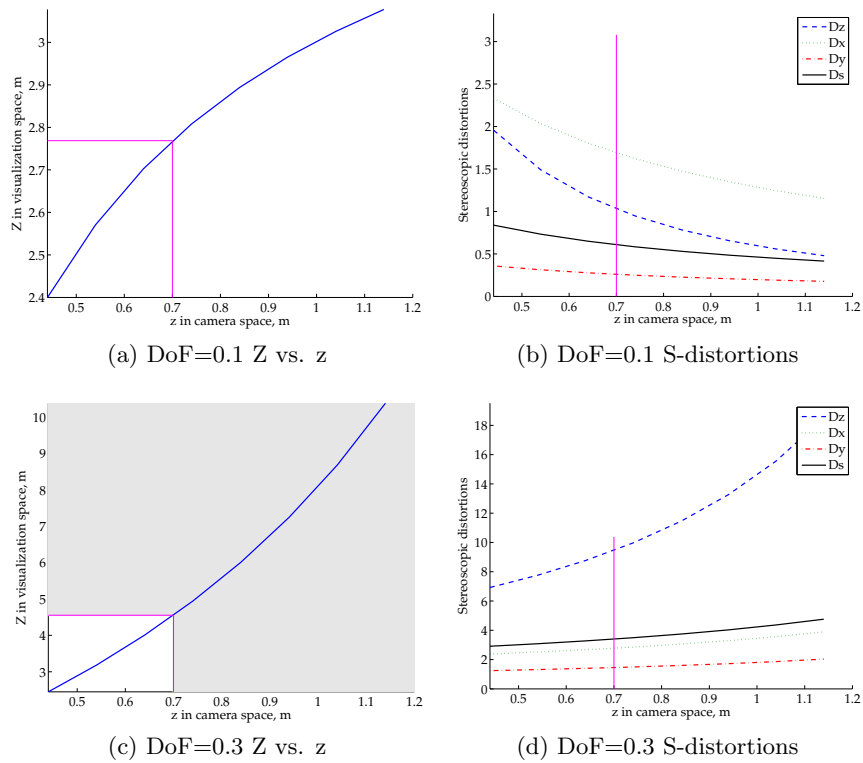 3
2.9
2.8
2.7
2.6
2.5
2.4
0.5 0.6 0.7 0.8 0.9 1 1.1 1.2
z in camera space, m
Z in visualization space, m
(a) DoF=0.1 Z vs. z
3
2.5
2
1.5
1
0.5
0
0.5 0.6 0.7 0.8 0.9 1 1.1 1.2
z in camera space, m
Stereoscopic distortions
Dz
Dx
Dy
Ds
(b) DoF=0.1 S-distortions
10
9
8
7
6
5
4
3
0.5 0.6 0.7 0.8 0.9 1 1.1 1.2
z in camera space, m
Z in visualization space, m
(c) DoF=0.3 Z vs. z
18
16
14
12
10
8
6
4
2
0
0.5 0.6 0.7 0.8 0.9 1 1.1 1.2
z in camera space, m
Stereoscopic distortions
Dz
Dx
Dy
Ds
(d) DoF=0.3 S-distortions